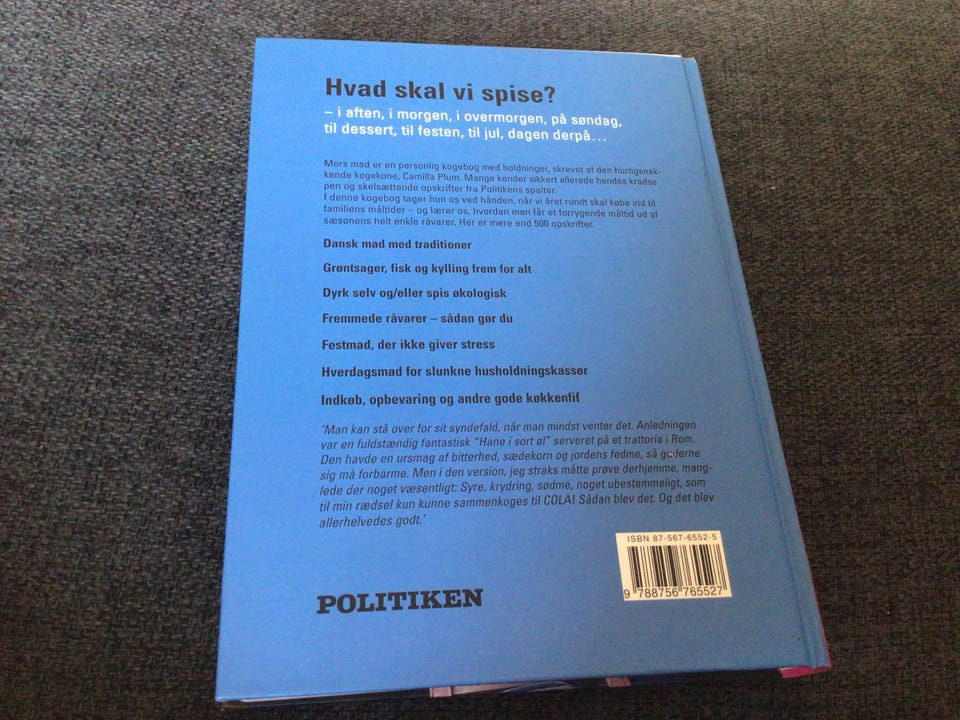 Hvad skal vi spise?
– i aften, i morgen, i overmorgen, på søndag,
til dessert, til festen, til jul, dagen derpå...
Mors mad er en personlig kogebog med holdninger, skrevet af den hurtigsnak-
kende kogekone, Camilla Plum. Mange kender sikkert allerede hendes kradse
pen og skelsættende opskrifter fra Politikens spalter.
I denne kogebog tager hun os ved hånden, når vi året rundt skal købe ind til
familiens måltider – og lærer os, hvordan man får et forrygende måltid ud af
sæsonens helt enkle råvarer. Her er mere end 500 opskrifter.
Dansk mad med traditioner
Grøntsager, fisk og kylling frem for alt
Dyrk selv og/eller spis økologisk
Fremmede råvarer – sådan gør du
Festmad, der ikke giver stress
Hverdagsmad for slunkne husholdningskasser
Indkøb, opbevaring og andre gode køkkenfif
'Man kan stå over for sit syndefald, når man mindst venter det. Anledningen
var en fuldstændig fantastisk "Hane i sort øl" serveret på et trattoria i Rom.
Den havde en ursmag af bitterhed, sædekorn og jordens fedme, så guderne
sig må forbarme. Men i den version, jeg straks måtte prøve derhjemme, mang-
lede der noget væsentligt: Syre, krydring, sødme, noget ubestemmeligt, som
til min rædsel kun kunne sammenkoges til COLA! Sådan blev det. Og det blev
allerhelvedes godt.'
ISBN 87-567-6552-5
9 788756 765527
POLITIKEN